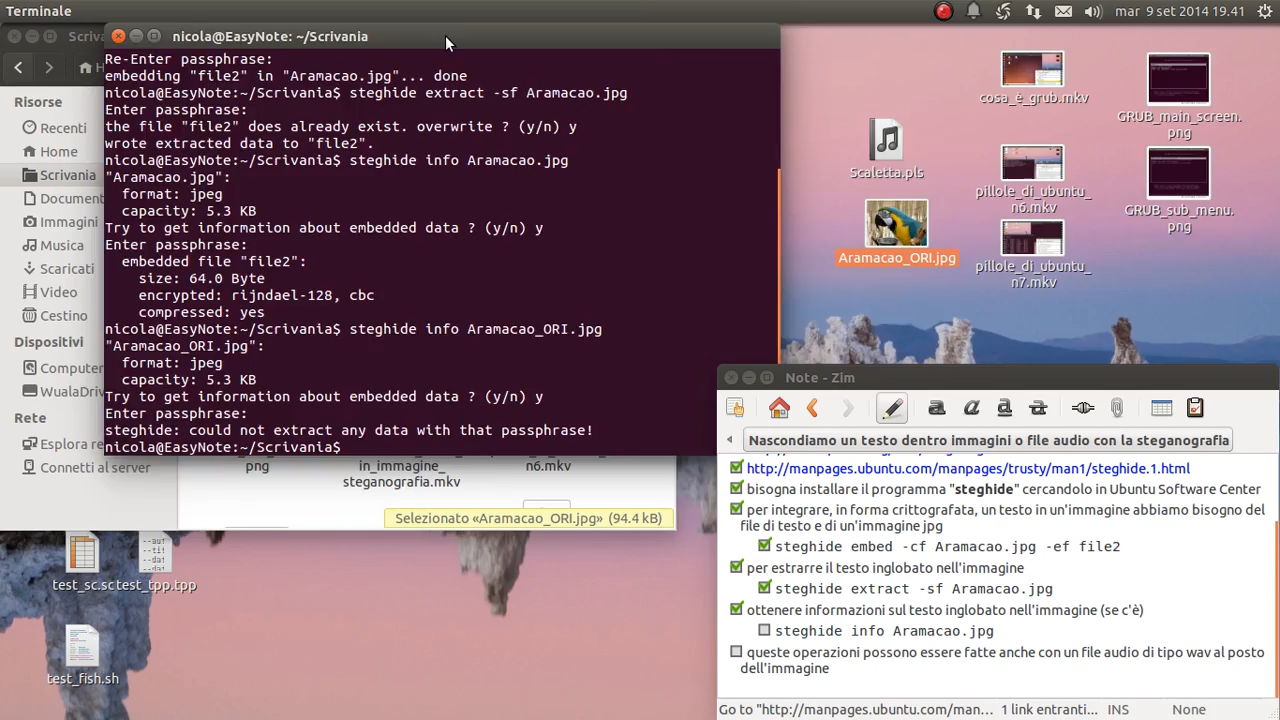 Terminale
mar 9 set 2014 19.41
nicola@EasyNote: ~/Scrivania
Re-Enter passphrase:
embedding "file2" in "Aramacao.jpg"... done
nicola@EasyNote:~/Scrivania$ steghide extract -sf Aramacao.jpg
Enter passphrase:
the file "file2" does already exist. overwrite ? (y/n) y
wrote extracted data to "file2".
nicola@EasyNote:~/Scrivania$ steghide info Aramacao.jpg
"Aramacao.jpg":
format: jpeg
capacity: 5.3 KB
Try to get information about embedded data ? (y/n) y
Enter passphrase:
embedded file "file2":
size: 64.0 Byte
encrypted: rijndael-128, cbc
compressed: yes
nicola@EasyNote:~/Scrivania$ steghide info Aramacao_ORI.jpg
"Aramacao_ORI.jpg":
format: jpeg
capacity: 5.3 KB
Try to get information about embedded data ? (y/n) y
Enter passphrase:
steghide: could not extract any data with that passphrase!
nicola@EasyNote:~/Scrivania$
Scriv
H
Risorse
Recenti
Home
Scrivania
Document
Immagini
Musica
Scaricati
Video
Cestino
Dispositivi
Computer
WualaDriv
Rete
Esplora re
Connetti al server
png
in_immagine_
steganografia.mkv
n6.mkv
Selezionato «Aramacao_ORI.jpg» (94.4 kB)
cosa_è_grub.mkv
GRUB_main_screen.
png
Scaletta.pls
pillole_di_ubuntu_
n6.mkv
GRUB_sub_menu.
png
Aramacao_ORI.jpg
pillole_di_ubuntu_
n7.mkv
test_sc.sc
test_tpp.tpp
test_fish.sh
Note - Zim
Nascondiamo un testo dentro immagini o file audio con la steganografia
http://manpages.ubuntu.com/manpages/trusty/man1/steghide.1.html
bisogna installare il programma "steghide" cercandolo in Ubuntu Software Center
per integrare, in forma crittografata, un testo in un'immagine abbiamo bisogno del
file di testo e di un'immagine jpg
steghide embed -cf Aramacao.jpg -ef file2
per estrarre il testo inglobato nell'immagine
steghide extract -sf Aramacao.jpg
ottenere informazioni sul testo inglobato nell'immagine (se c'è)
steghide info Aramacao.jpg
queste operazioni possono essere fatte anche con un file audio di tipo wav al posto
dell'immagine
Go to "http://manpages.ubuntu.com/man... 1 link entranti... INS None